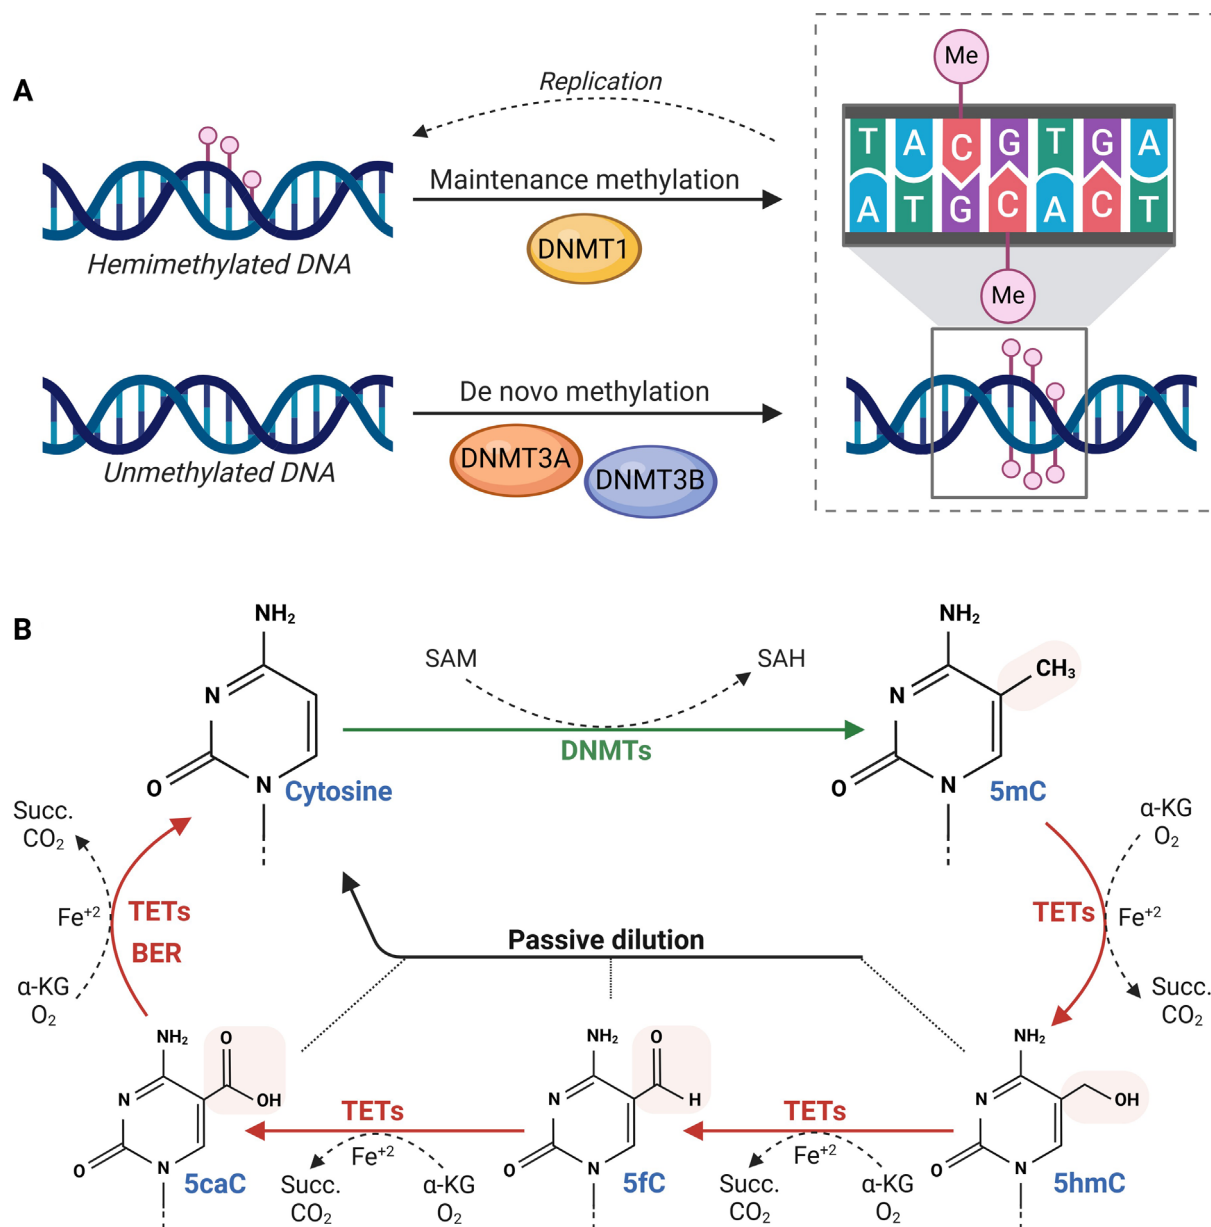 A
Replication
Maintenance methylation
DNMT1
Hemimethylated DNA
De novo methylation
DNMT3A
DNMT3B
Unmethylated DNA
Me
T A C G T G A
A T G C A C T
Me
B
NH₂
N
O
N
Cytosine
SAM
SAH
DNMTs
NH₂
CH₃
N
O
N
5mC
α-KG
O₂
TETs
Fe⁺²
Succ.
CO₂
Succ.
CO₂
Fe⁺²
TETs
BER
α-KG
O₂
Passive dilution
NH₂
O
OH
N
O
N
5caC
TETs
Fe⁺²
Succ.
CO₂
α-KG
O₂
NH₂
O
H
N
O
N
5fC
TETs
Fe⁺²
Succ.
CO₂
α-KG
O₂
NH₂
OH
N
O
N
5hmC